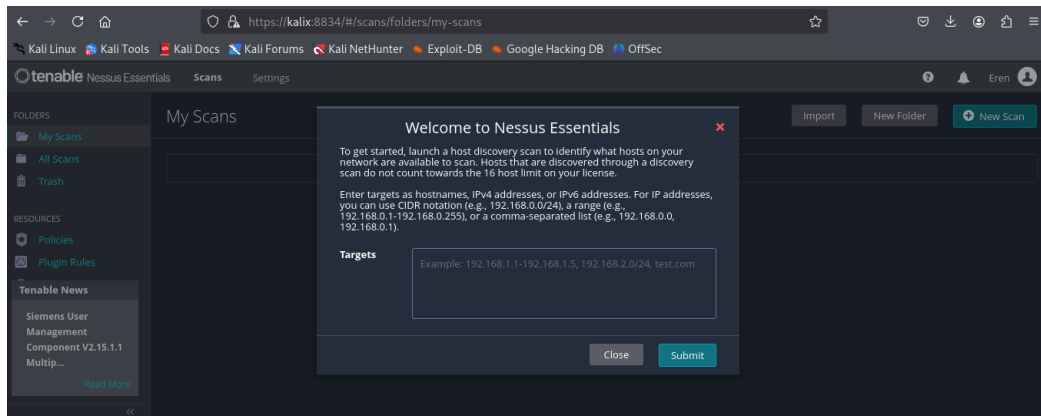 https://kalix:8834/#/scans/folders/my-scans
Kali Linux Kali Tools Kali Docs Kali Forums Kali NetHunter Exploit-DB Google Hacking DB OffSec
tenable Nessus Essentials Scans Settings Eren
FOLDERS
My Scans
All Scans
Trash
RESOURCES
Policies
Plugin Rules
Tenable News
Siemens User
Management
Component V2.15.1.1
Multip...
Read More
My Scans Import New Folder New Scan
Welcome to Nessus Essentials
To get started, launch a host discovery scan to identify what hosts on your
network are available to scan. Hosts that are discovered through a discovery
scan do not count towards the 16 host limit on your license.
Enter targets as hostnames, IPv4 addresses, or IPv6 addresses. For IP addresses,
you can use CIDR notation (e.g., 192.168.0.0/24), a range (e.g.,
192.168.0.1-192.168.0.255), or a comma-separated list (e.g., 192.168.0.0,
192.168.0.1).
Targets
Example: 192.168.1.1-192.168.1.5, 192.168.2.0/24, test.com
Close Submit